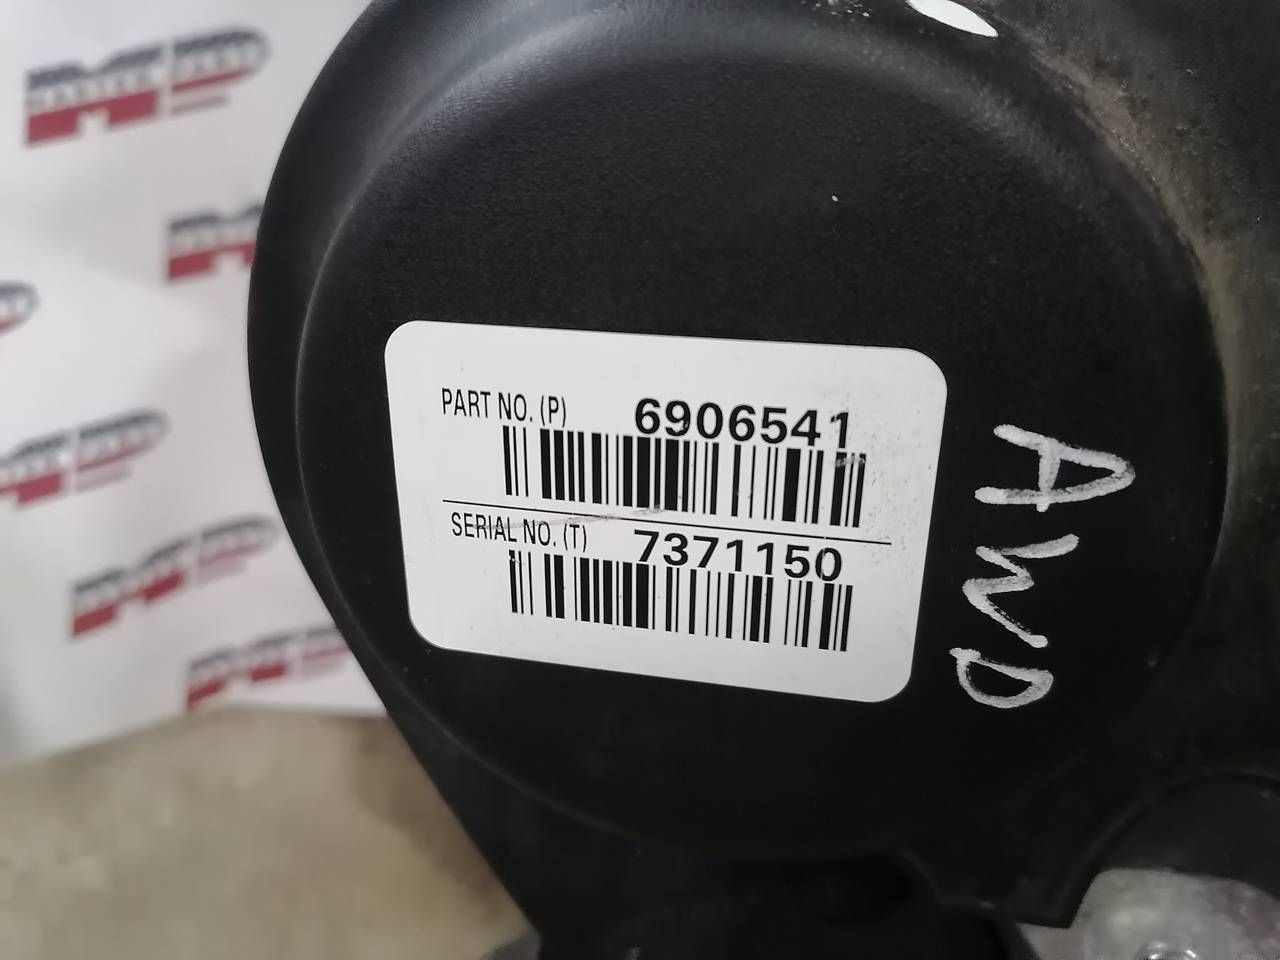 PART NO. (P) 6906541
SERIAL NO. (T) 7371150
AWD